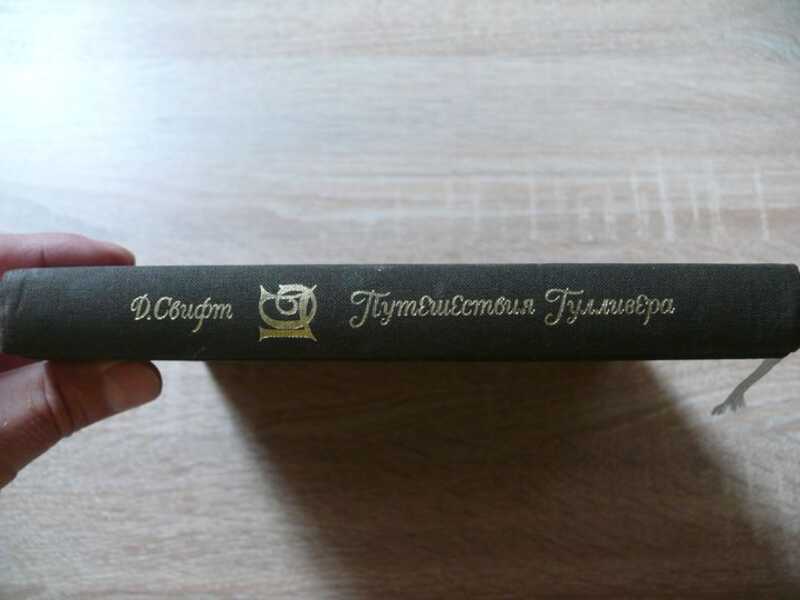 Д. Свифт Путешествия Гулливера